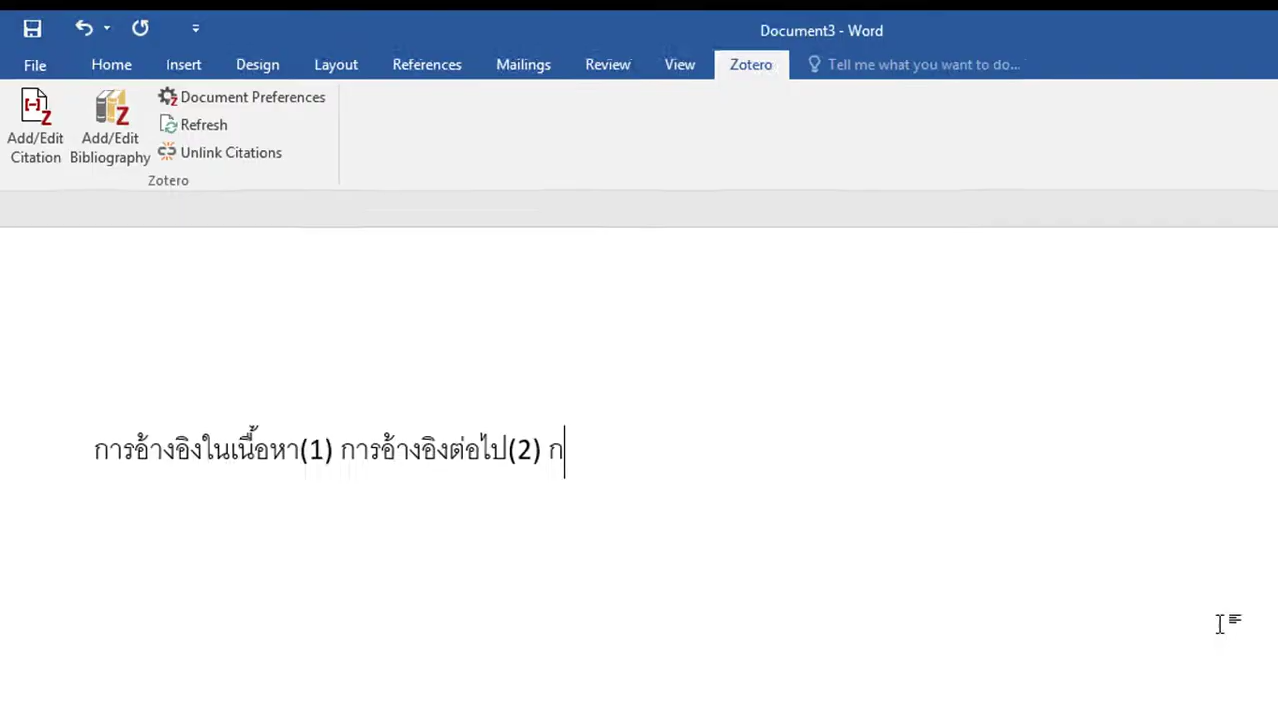 Document3 - Word
File Home Insert Design Layout References Mailings Review View Zotero Tell me what you want to do...
Add/Edit Citation
Add/Edit Bibliography
Document Preferences
Refresh
Unlink Citations
Zotero
การอ้างอิงในเนื้อหา(1) การอ้างอิงต่อไป(2) ก